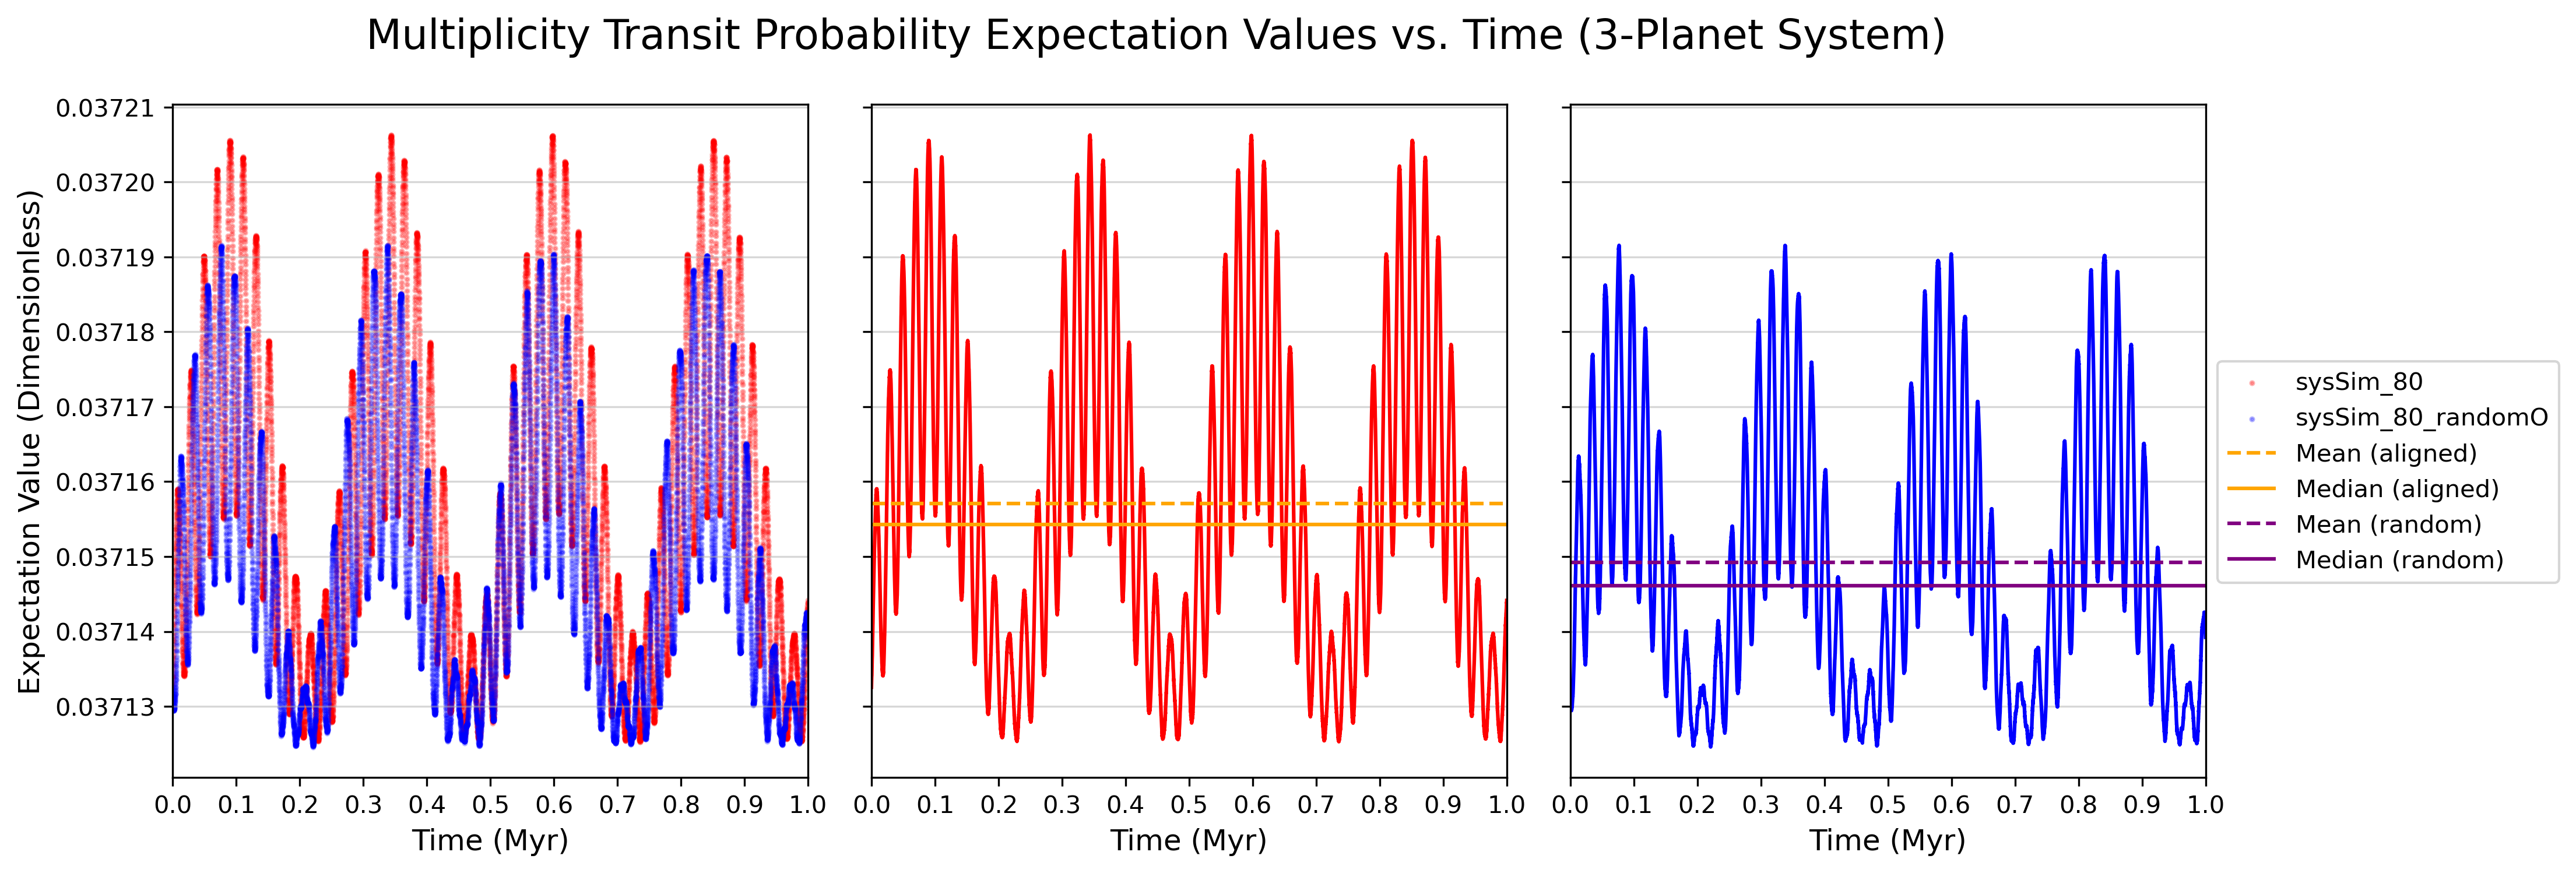 Multiplicity Transit Probability Expectation Values vs. Time (3-Planet System)
Expectation Value (Dimensionless)
0.03721
0.03720
0.03719
0.03718
0.03717
0.03716
0.03715
0.03714
0.03713
0.0 0.1 0.2 0.3 0.4 0.5 0.6 0.7 0.8 0.9 1.0
Time (Myr)
0.0 0.1 0.2 0.3 0.4 0.5 0.6 0.7 0.8 0.9 1.0
Time (Myr)
0.0 0.1 0.2 0.3 0.4 0.5 0.6 0.7 0.8 0.9 1.0
Time (Myr)
sysSim_80
sysSim_80_randomO
Mean (aligned)
Median (aligned)
Mean (random)
Median (random)